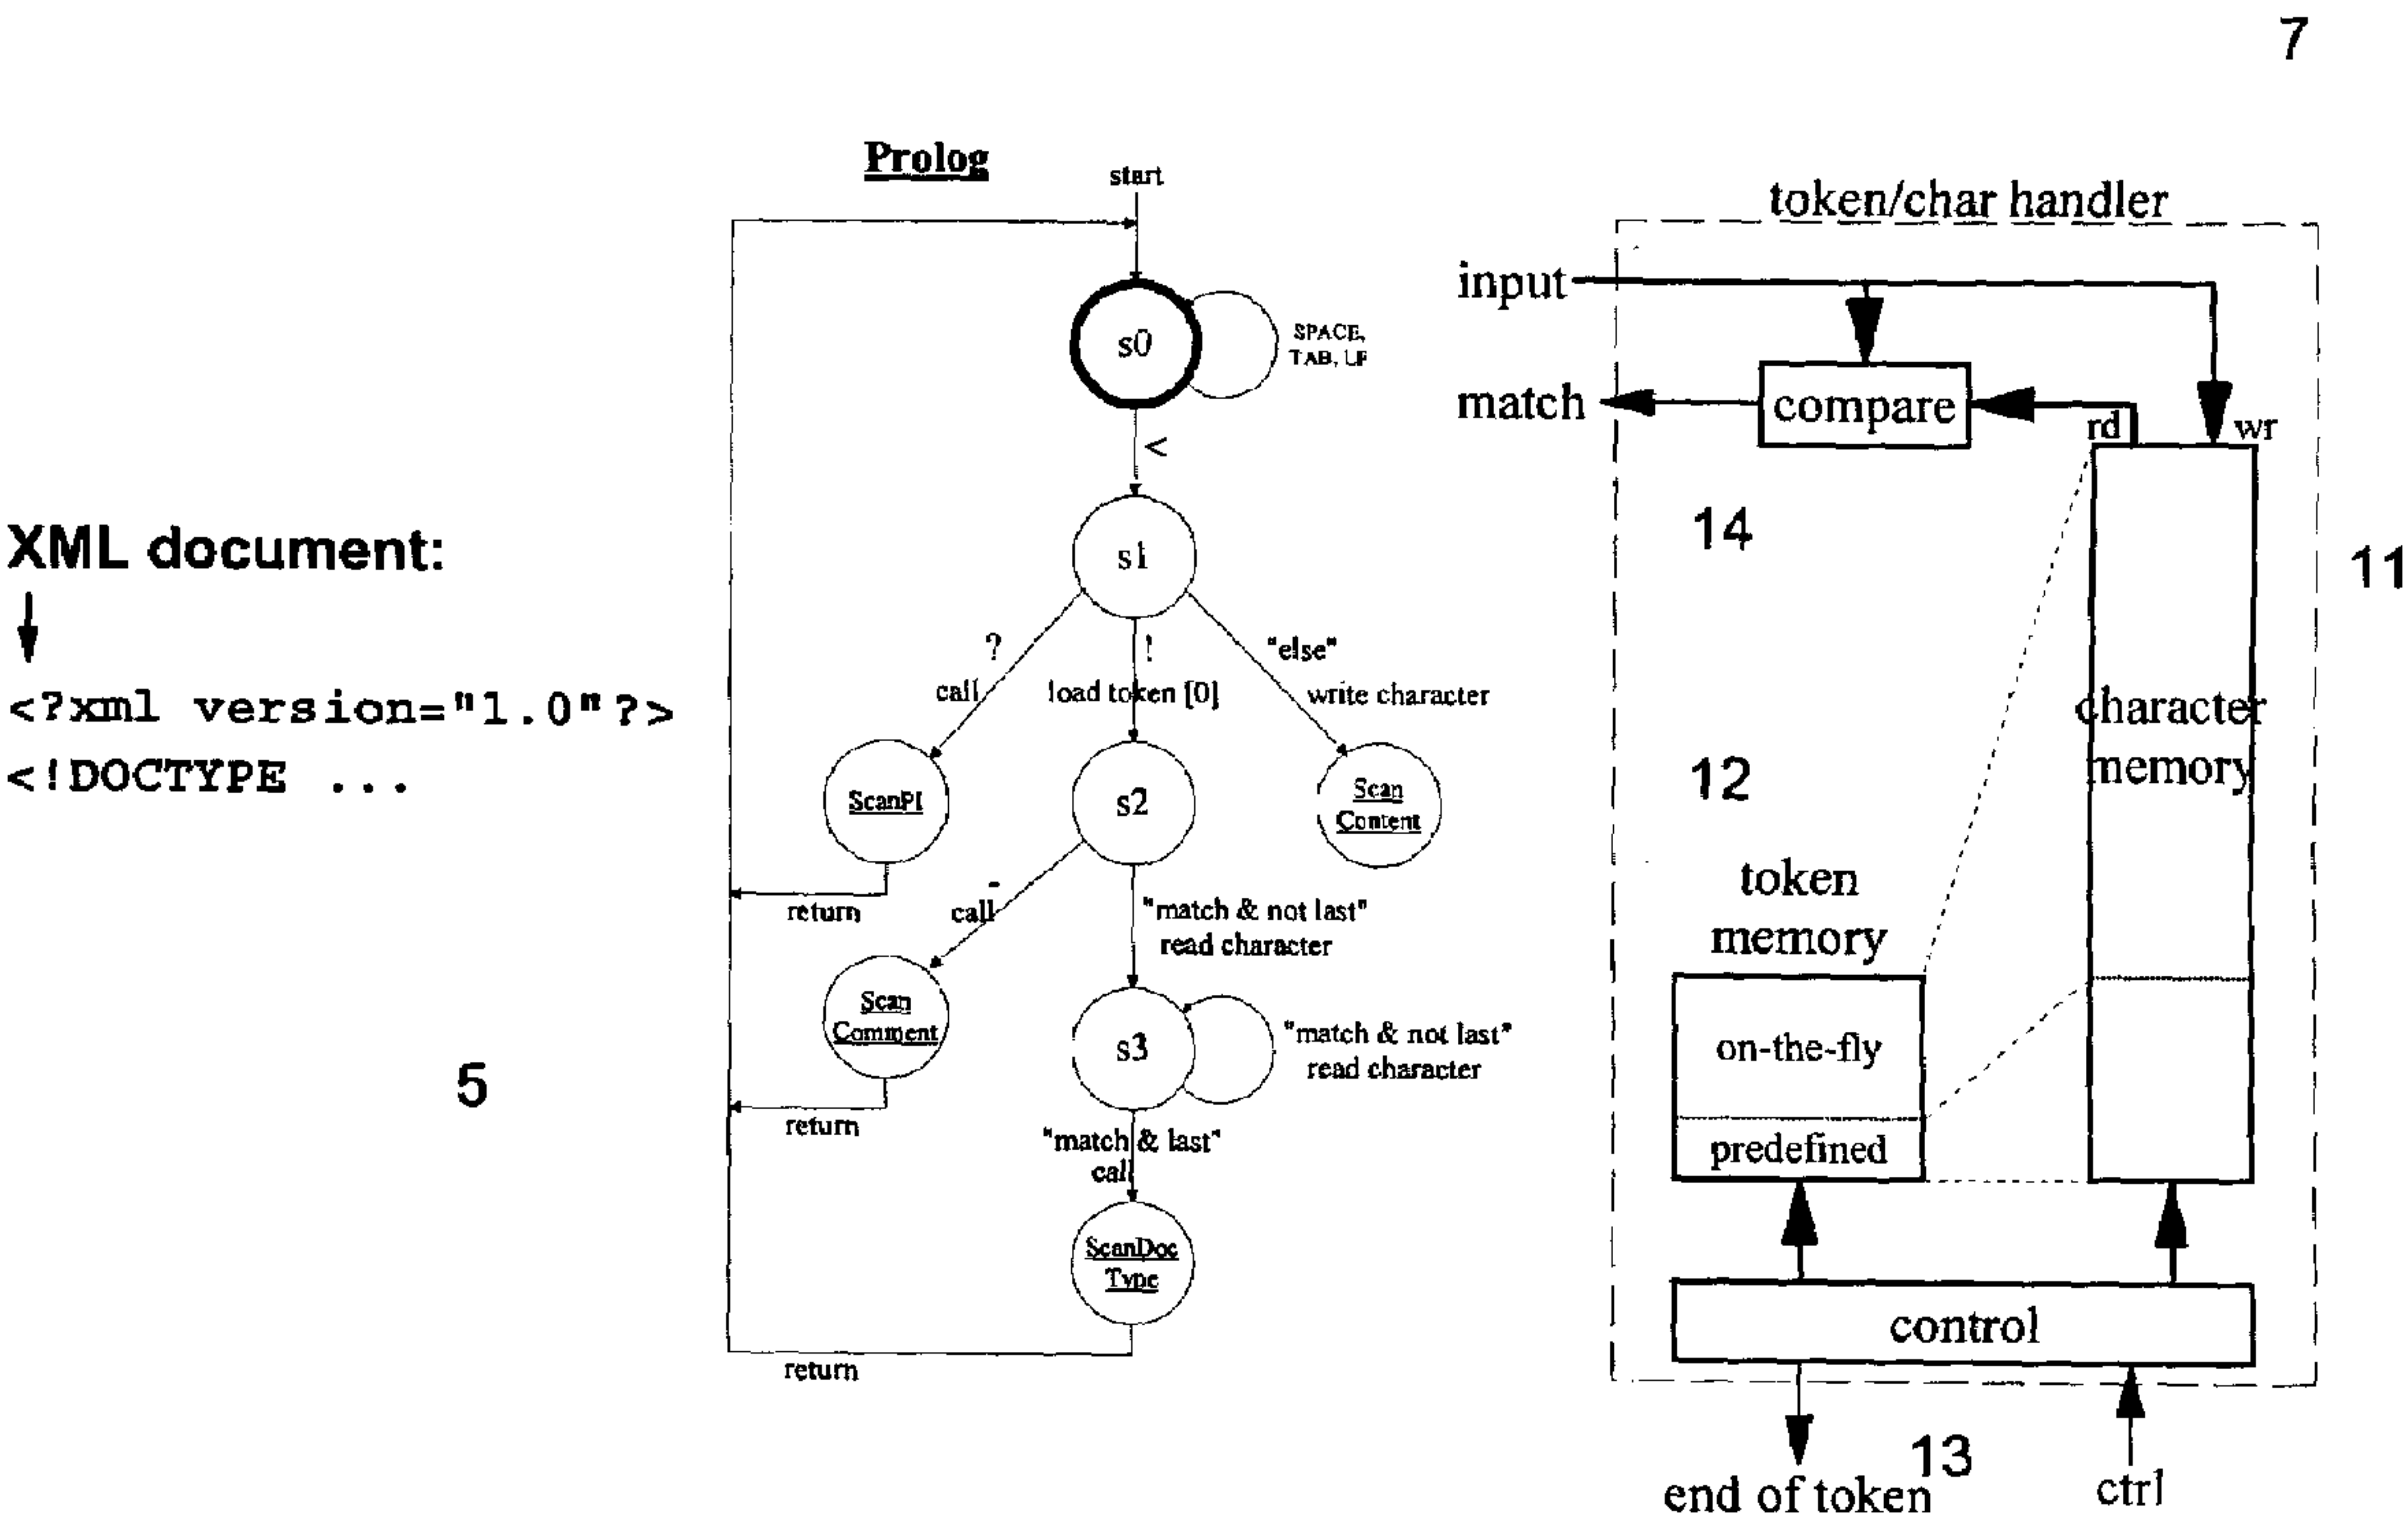 7
Prolog
start
s0
SPACE,
TAB, LF
<
s1
?
call
!
load token [0]
"else"
write character
ScanPI
s2
Scan
Content
return
-
call
"match & not last"
read character
Scan
Comment
s3
"match & not last"
read character
return
"match & last"
call
ScanDoc
Type
return
XML document:
<?xml version="1.0"?>
<!DOCTYPE ...
5
token/char handler
input
match
compare
rd
wr
14
11
character
memory
12
token
memory
on-the-fly
predefined
control
13
end of token
ctrl